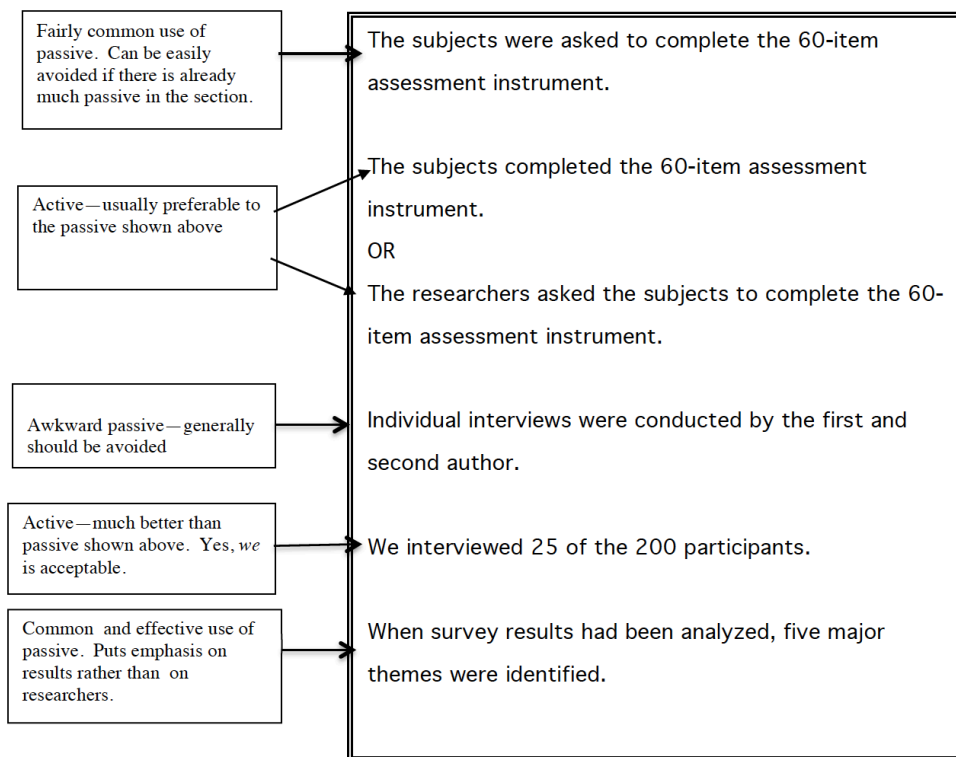 Fairly common use of
passive. Can be easily
avoided if there is already
much passive in the section.
The subjects were asked to complete the 60-item
assessment instrument.
Active—usually preferable to
the passive shown above
The subjects completed the 60-item assessment
instrument.
OR
The researchers asked the subjects to complete the 60-
item assessment instrument.
Awkward passive—generally
should be avoided
Individual interviews were conducted by the first and
second author.
Active—much better than
passive shown above. Yes, we
is acceptable.
We interviewed 25 of the 200 participants.
Common and effective use of
passive. Puts emphasis on
results rather than on
researchers.
When survey results had been analyzed, five major
themes were identified.